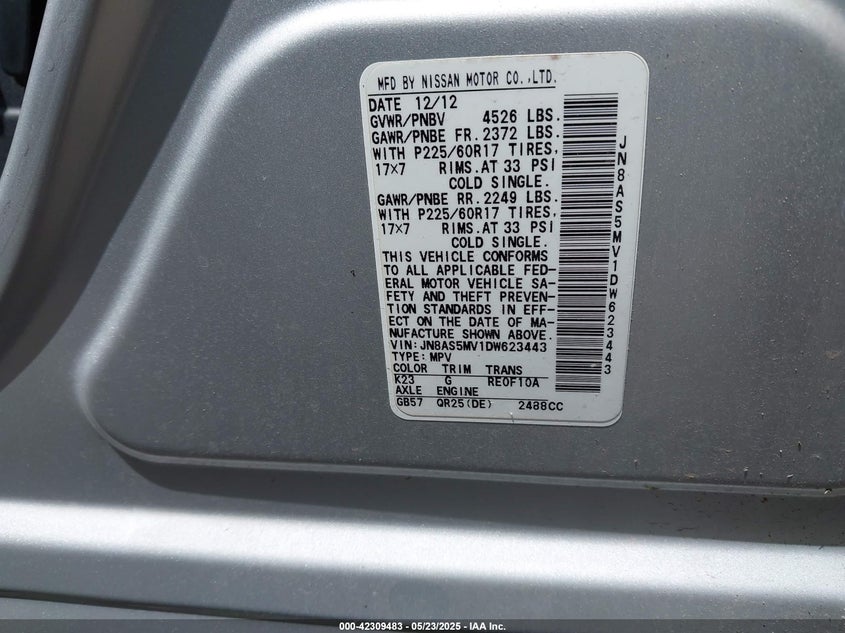 MFD BY NISSAN MOTOR CO.,LTD.
DATE 12/12
GVWR/PNBV 4526 LBS.
GAWR/PNBE FR. 2372 LBS.
WITH P225/60R17 TIRES,
17×7 RIMS.AT 33 PSI
COLD SINGLE.
GAWR/PNBE RR. 2249 LBS.
WITH P225/60R17 TIRES,
17×7 RIMS.AT 33 PSI
COLD SINGLE.
THIS VEHICLE CONFORMS
TO ALL APPLICABLE FED-
ERAL MOTOR VEHICLE SA-
FETY AND THEFT PREVEN-
TION STANDARDS IN EFF-
ECT ON THE DATE OF MA-
NUFACTURE SHOWN ABOVE.
VIN: JN8AS5MV1DW623443
TYPE: MPV
COLOR TRIM TRANS
K23 G RE0F10A
AXLE ENGINE
GB57 QR25(DE) 2488CC
JN8AS5MV1DW623443
000-42309483 - 05/23/2025 - IAA Inc.